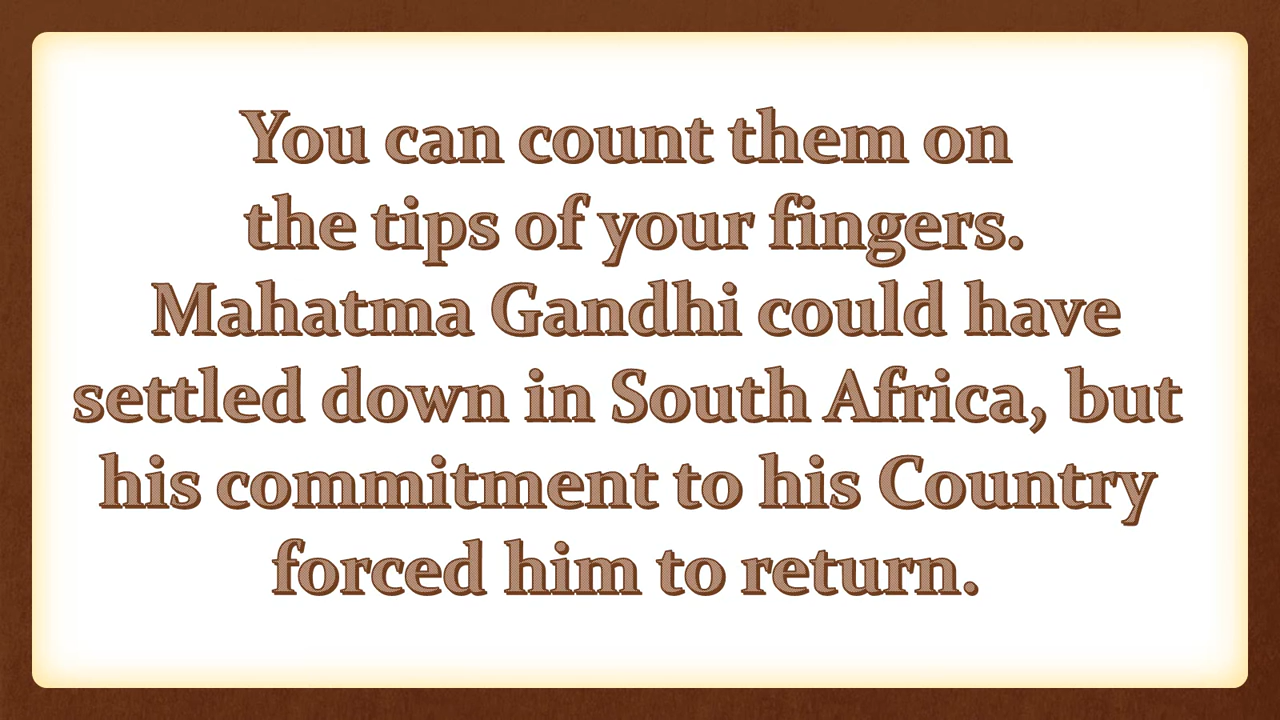 You can count them on
the tips of your fingers.
Mahatma Gandhi could have
settled down in South Africa, but
his commitment to his Country
forced him to return.